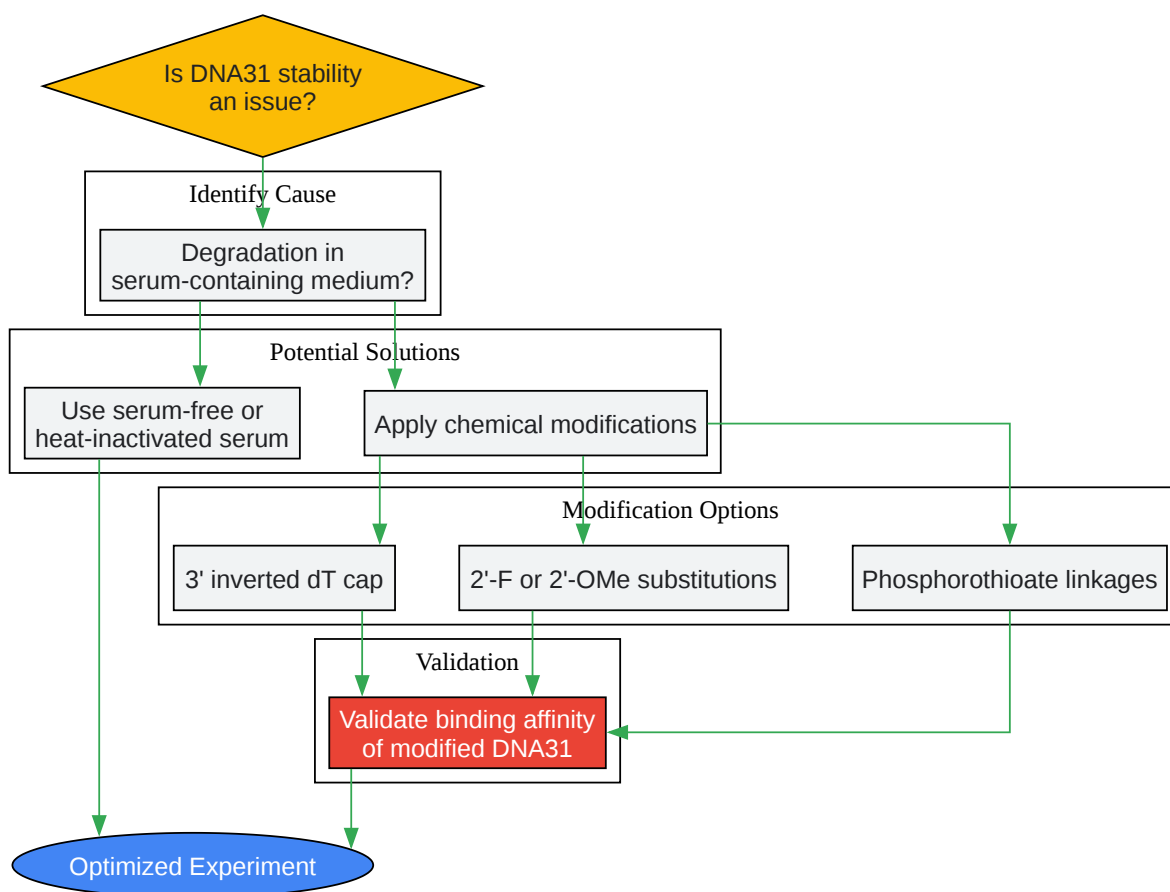 Is DNA31 stability
an issue?
Identify Cause
Degradation in
serum-containing medium?
Potential Solutions
Use serum-free or
heat-inactivated serum
Apply chemical modifications
Modification Options
3' inverted dT cap
2'-F or 2'-OMe substitutions
Phosphorothioate linkages
Validation
Validate binding affinity
of modified DNA31
Optimized Experiment